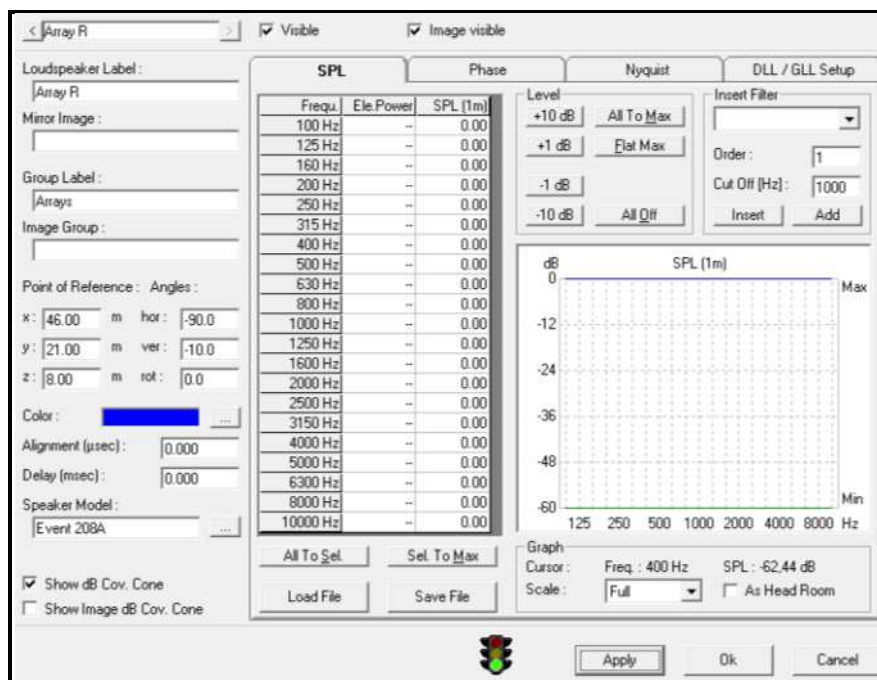 < Array R > Visible Image visible
Loudspeaker Label :
Array R
Mirror Image :
Group Label :
Arrays
Image Group :
Point of Reference : Angles :
x : 46.00 m hor : -90.0
y : 21.00 m ver : -10.0
z : 8.00 m rot : 0.0
Color : ...
Alignment (µsec) : 0.000
Delay (msec) : 0.000
Speaker Model :
Event 208A ...
Show dB Cov. Cone
Show Image dB Cov. Cone
SPL Phase Nyquist DLL / GLL Setup
Frequ. Ele.Power SPL (1m)
100 Hz -- 0.00
125 Hz -- 0.00
160 Hz -- 0.00
200 Hz -- 0.00
250 Hz -- 0.00
315 Hz -- 0.00
400 Hz -- 0.00
500 Hz -- 0.00
630 Hz -- 0.00
800 Hz -- 0.00
1000 Hz -- 0.00
1250 Hz -- 0.00
1600 Hz -- 0.00
2000 Hz -- 0.00
2500 Hz -- 0.00
3150 Hz -- 0.00
4000 Hz -- 0.00
5000 Hz -- 0.00
6300 Hz -- 0.00
8000 Hz -- 0.00
10000 Hz -- 0.00
All To Sel. Sel. To Max
Load File Save File
Level
+10 dB All To Max
+1 dB Flat Max
-1 dB
-10 dB All Off
Insert Filter
Order : 1
Cut Off [Hz] : 1000
Insert Add
dB SPL (1m)
0 Max
-12
-24
-36
-48
-60 Min
125 250 500 1000 2000 4000 8000 Hz
Graph
Cursor : Freq. : 400 Hz SPL : -62,44 dB
Scale : Full As Head Room
Apply Ok Cancel